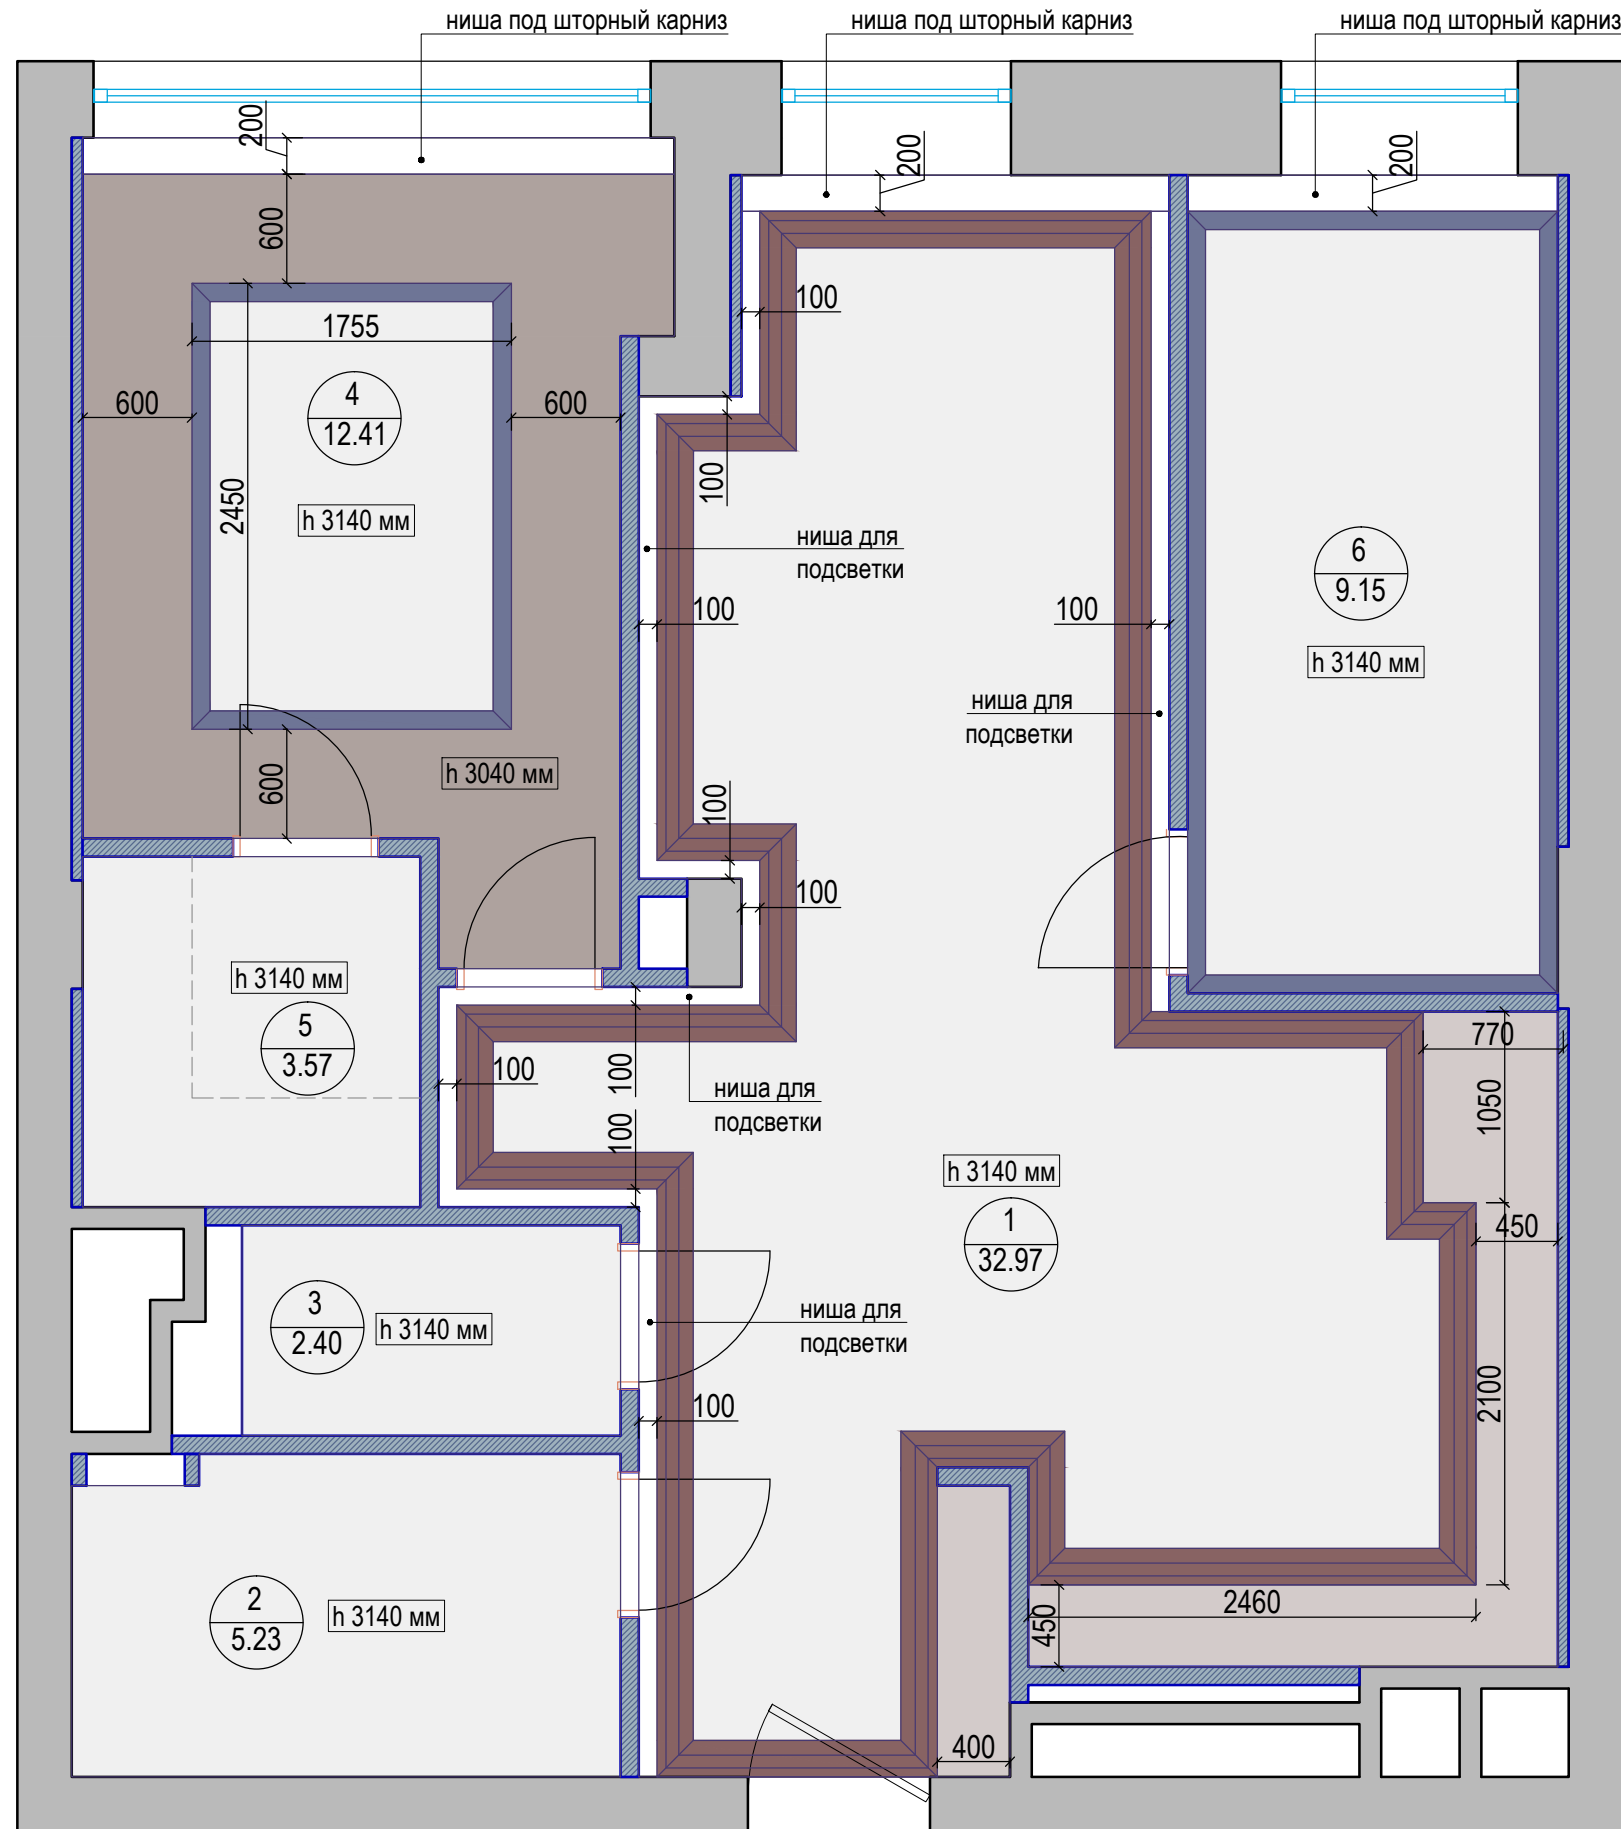 ниша под шторный карниз
ниша под шторный карниз
ниша под шторный карниз
200
200
200
600
100
1755
600
4
12.41
600
2450
100
h 3140 мм
ниша для
подсветки
6
9.15
100
100
h 3140 мм
ниша для
подсветки
h 3040 мм
600
100
100
h 3140 мм
5
3.57
770
100
100
ниша для
подсветки
1050
100
h 3140 мм
1
32.97
450
3
2.40
h 3140 мм
ниша для
подсветки
2100
100
2
5.23
h 3140 мм
2460
450
400